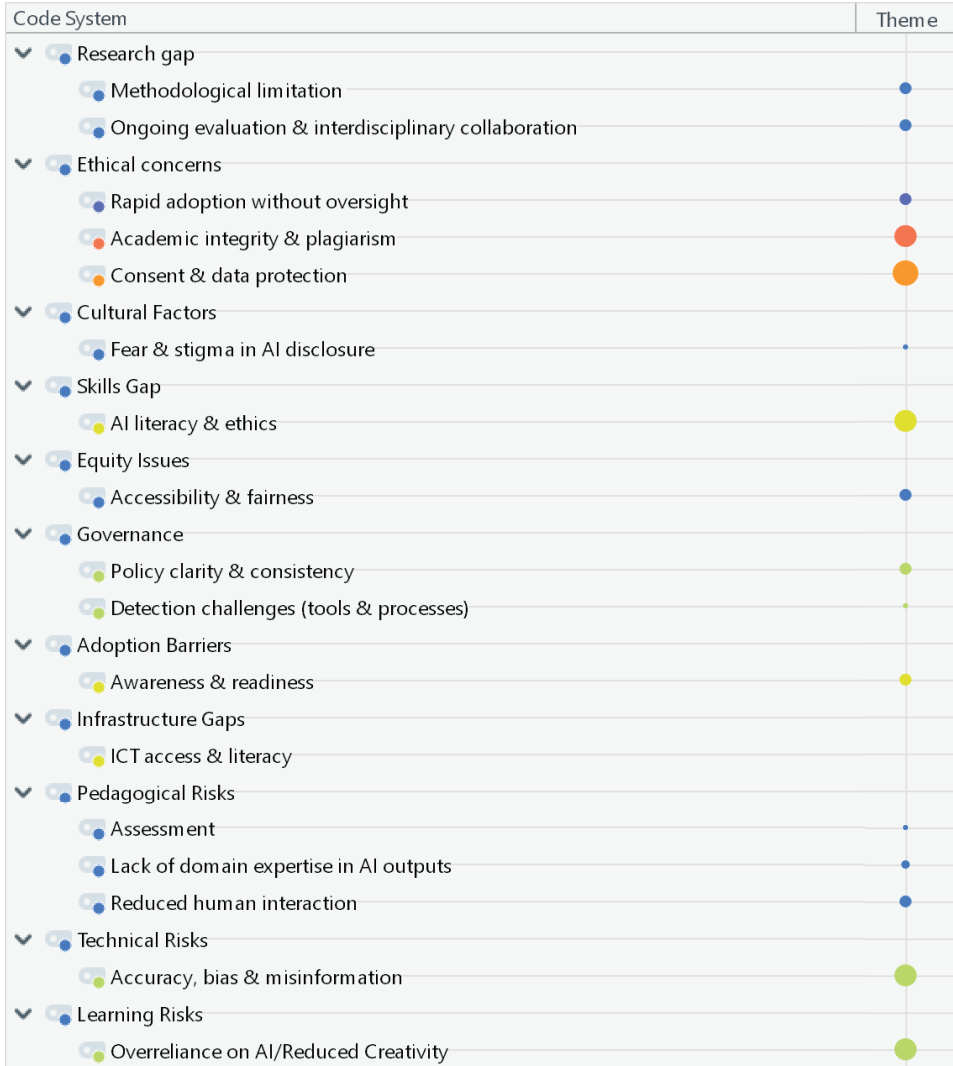 Code System Theme
Research gap
Methodological limitation
Ongoing evaluation & interdisciplinary collaboration
Ethical concerns
Rapid adoption without oversight
Academic integrity & plagiarism
Consent & data protection
Cultural Factors
Fear & stigma in AI disclosure
Skills Gap
AI literacy & ethics
Equity Issues
Accessibility & fairness
Governance
Policy clarity & consistency
Detection challenges (tools & processes)
Adoption Barriers
Awareness & readiness
Infrastructure Gaps
ICT access & literacy
Pedagogical Risks
Assessment
Lack of domain expertise in AI outputs
Reduced human interaction
Technical Risks
Accuracy, bias & misinformation
Learning Risks
Overreliance on AI/Reduced Creativity